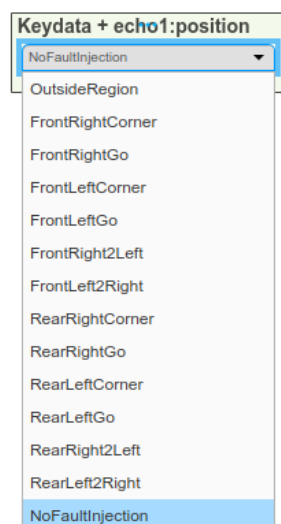 Keydata + echo1:position
NoFaultInjection
OutsideRegion
FrontRightCorner
FrontRightGo
FrontLeftCorner
FrontLeftGo
FrontRight2Left
FrontLeft2Right
RearRightCorner
RearRightGo
RearLeftCorner
RearLeftGo
RearRight2Left
RearLeft2Right
NoFaultInjection